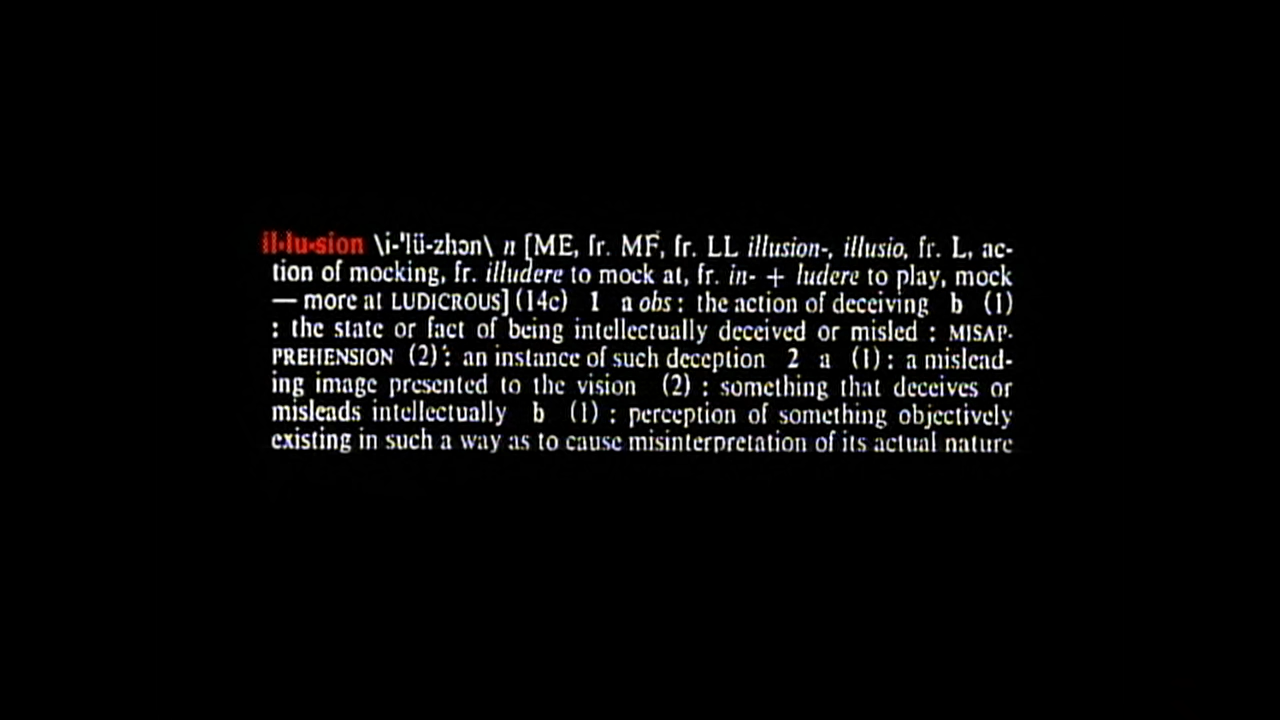 il·lu·sion \i-'lü-zhən\ n [ME, fr. MF, fr. LL illusion-, illusio, fr. L, ac-
tion of mocking, fr. illudere to mock at, fr. in- + ludere to play, mock
— more at LUDICROUS] (14c) 1 a obs : the action of deceiving b (1)
: the state or fact of being intellectually deceived or misled : MISAP-
PREHENSION (2) : an instance of such deception 2 a (1) : a mislead-
ing image presented to the vision (2) : something that deceives or
misleads intellectually b (1) : perception of something objectively
existing in such a way as to cause misinterpretation of its actual nature